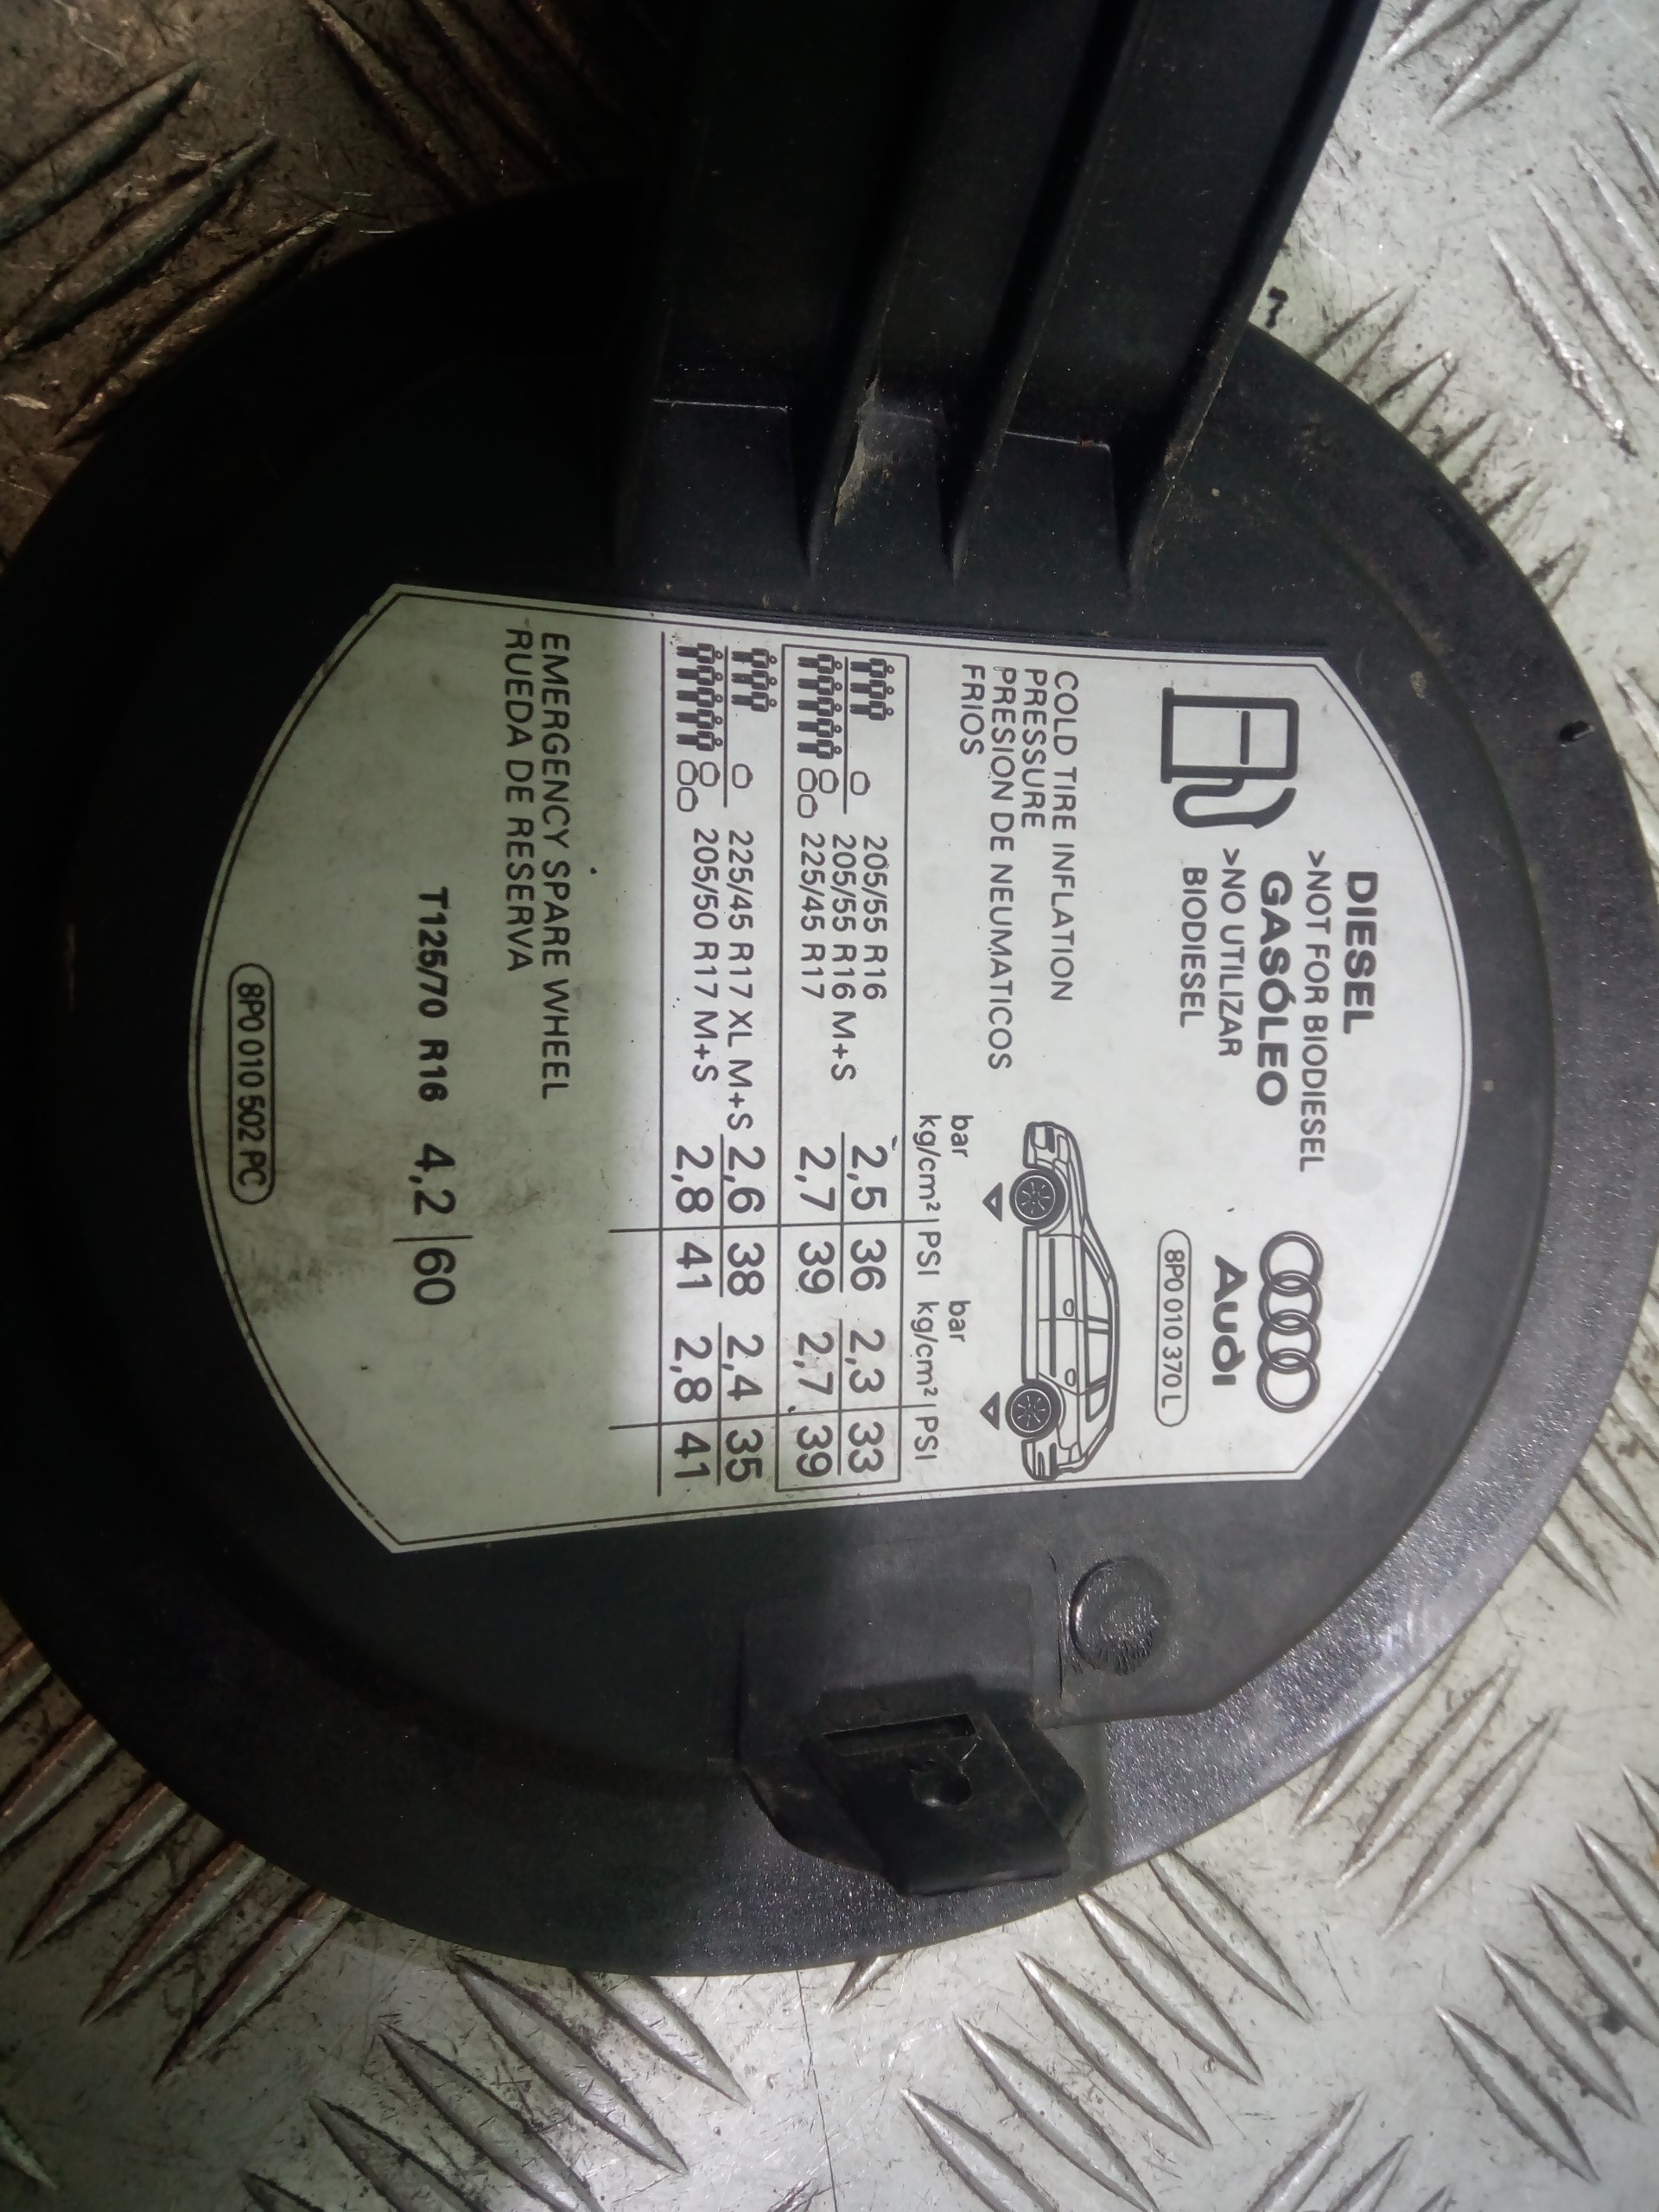 DIESEL
>NOT FOR BIODIESEL
GASÓLEO
>NO UTILIZAR
BIODIESEL
Audi
8P0 010 370 L
COLD TIRE INFLATION
PRESSURE
PRESION DE NEUMATICOS
FRIOS
bar bar
kg/cm² | PSI kg/cm² | PSI
205/55 R16 2,5 36 2,3 33
205/55 R16 M+S
225/45 R17 2,7 39 2,7 39
225/45 R17 XL M+S 2,6 38 2,4 35
205/50 R17 M+S 2,8 41 2,8 41
EMERGENCY SPARE WHEEL
RUEDA DE RESERVA
T125/70 R16 4,2 | 60
8P0 010 502 PC